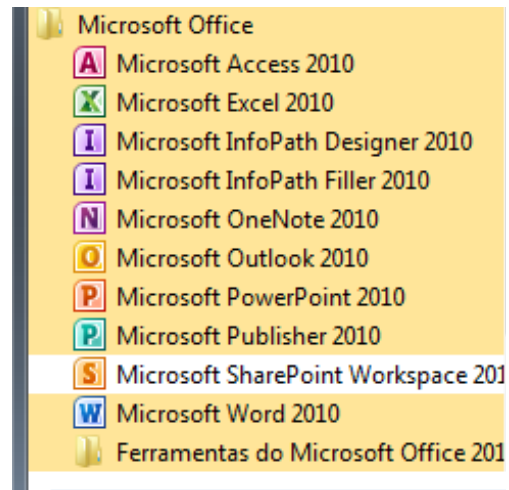 Microsoft Office
A Microsoft Access 2010
X Microsoft Excel 2010
I Microsoft InfoPath Designer 2010
I Microsoft InfoPath Filler 2010
N Microsoft OneNote 2010
O Microsoft Outlook 2010
P Microsoft PowerPoint 2010
P Microsoft Publisher 2010
S Microsoft SharePoint Workspace 201
W Microsoft Word 2010
Ferramentas do Microsoft Office 201